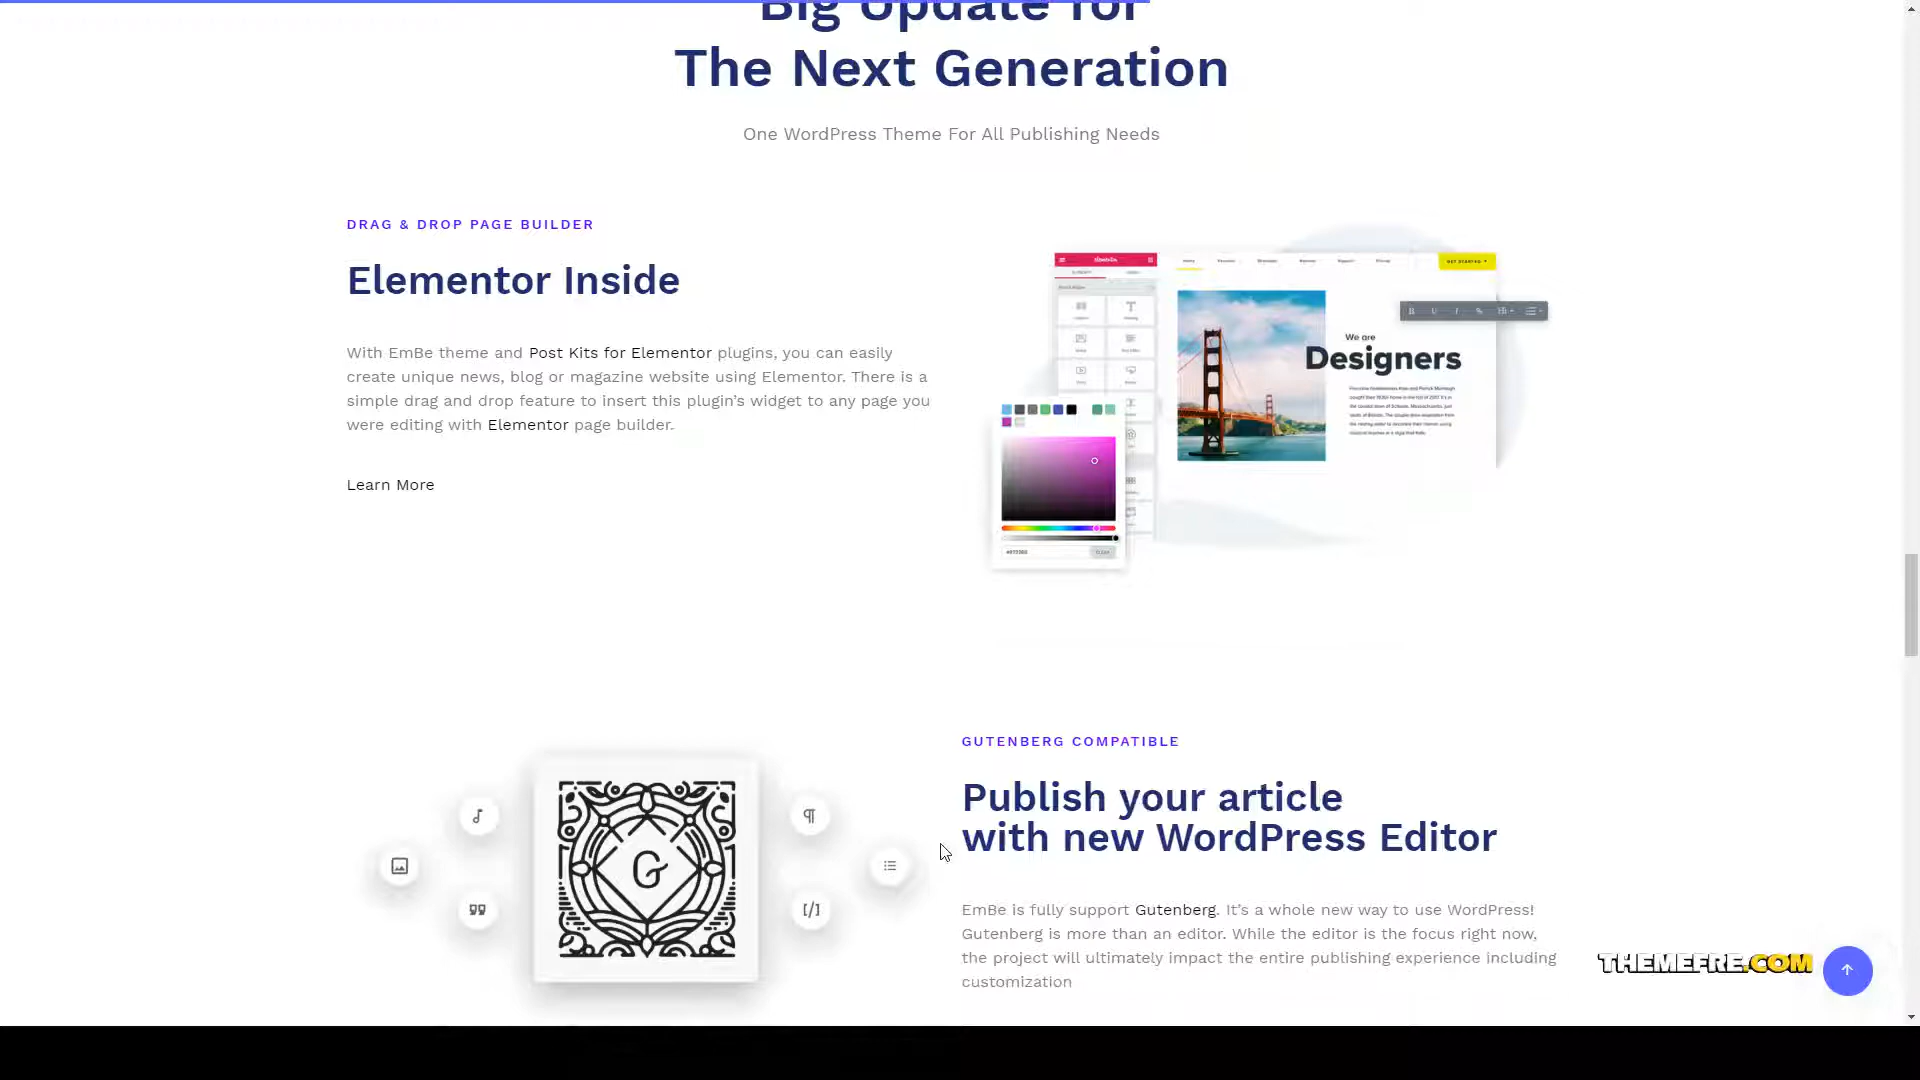 Big Update for
The Next Generation
One WordPress Theme For All Publishing Needs
DRAG & DROP PAGE BUILDER
Elementor Inside
With EmBe theme and Post Kits for Elementor plugins, you can easily
create unique news, blog or magazine website using Elementor. There is a
simple drag and drop feature to insert this plugin’s widget to any page you
were editing with Elementor page builder.
Learn More
GET STARTED
B U I
We are
Designers
GUTENBERG COMPATIBLE
Publish your article
with new WordPress Editor
G
EmBe is fully support Gutenberg. It’s a whole new way to use WordPress!
Gutenberg is more than an editor. While the editor is the focus right now,
the project will ultimately impact the entire publishing experience including
customization
THEMEFRE.COM